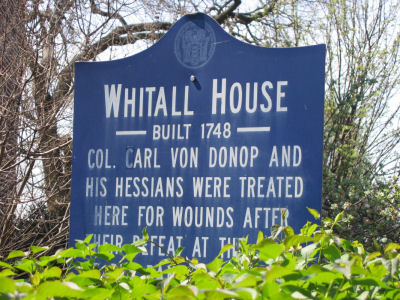 WHITALL HOUSE
BUILT 1748
COL. CARL VON DONOP AND
HIS HESSIANS WERE TREATED
HERE FOR WOUNDS AFTER
THEIR DEFEAT AT